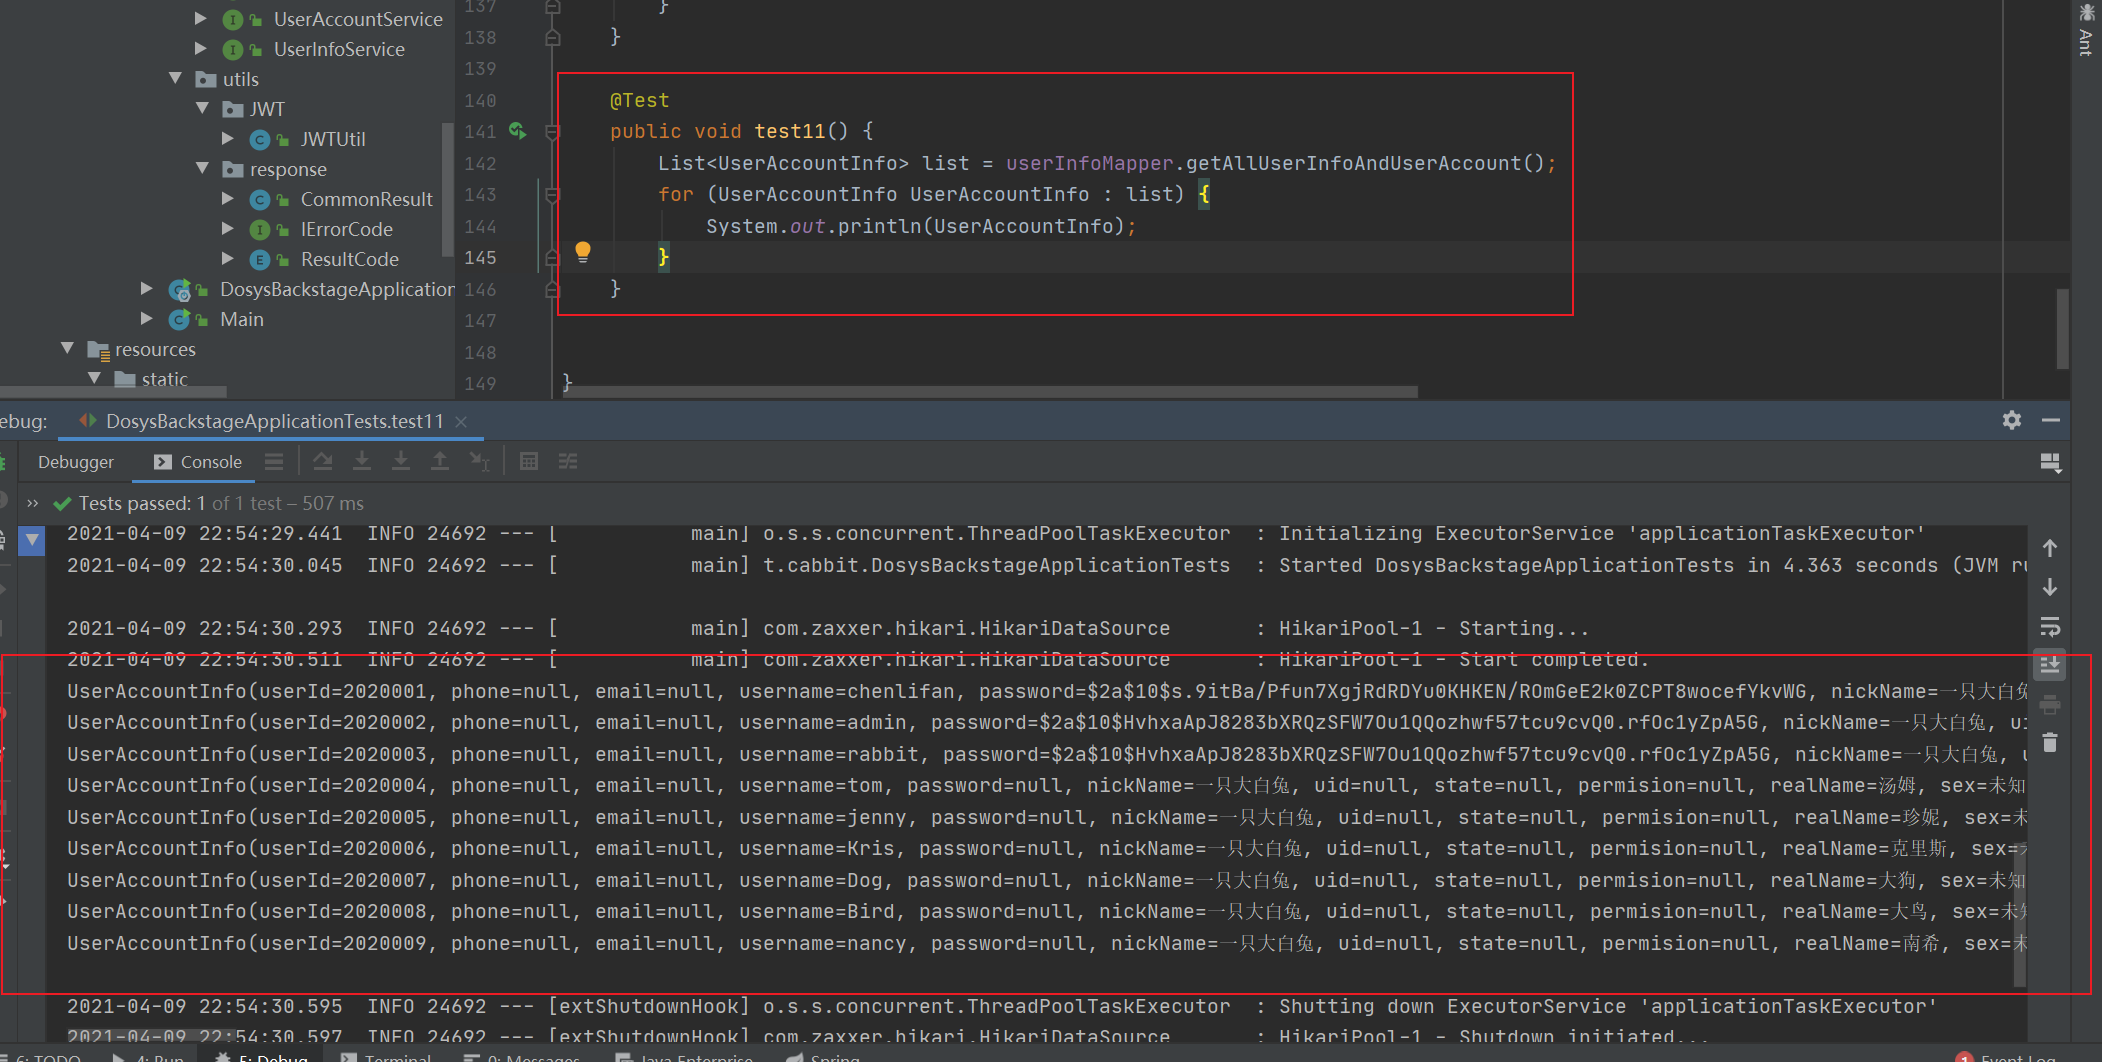 UserAccountService
UserInfoService
utils
JWT
JWTUtil
response
CommonResult
IErrorCode
ResultCode
DosysBackstageApplication
Main
resources
static
137 }
138 }
139
140 @Test
141 public void test11() {
142 List<UserAccountInfo> list = userInfoMapper.getAllUserInfoAndUserAccount();
143 for (UserAccountInfo UserAccountInfo : list) {
144 System.out.println(UserAccountInfo);
145 }
146 }
147
148
149 }
Ant
ebug: DosysBackstageApplicationTests.test11
Debugger Console
» Tests passed: 1 of 1 test – 507 ms
2021-04-09 22:54:29.441 INFO 24692 --- [ main] o.s.s.concurrent.ThreadPoolTaskExecutor : Initializing ExecutorService 'applicationTaskExecutor'
2021-04-09 22:54:30.045 INFO 24692 --- [ main] t.cabbit.DosysBackstageApplicationTests : Started DosysBackstageApplicationTests in 4.363 seconds (JVM ru
2021-04-09 22:54:30.293 INFO 24692 --- [ main] com.zaxxer.hikari.HikariDataSource : HikariPool-1 - Starting...
2021-04-09 22:54:30.511 INFO 24692 --- [ main] com.zaxxer.hikari.HikariDataSource : HikariPool-1 - Start completed.
UserAccountInfo(userId=2020001, phone=null, email=null, username=chenlifan, password=$2a$10$s.9itBa/Pfun7XgjRdRDYu0KHKEN/ROmGeE2k0ZCPT8wocefYkvWG, nickName=一只大白兔
UserAccountInfo(userId=2020002, phone=null, email=null, username=admin, password=$2a$10$HvhxaApJ8283bXRQzSFW7Ou1QQozhwf57tcu9cvQ0.rfOc1yZpA5G, nickName=一只大白兔, ui
UserAccountInfo(userId=2020003, phone=null, email=null, username=rabbit, password=$2a$10$HvhxaApJ8283bXRQzSFW7Ou1QQozhwf57tcu9cvQ0.rfOc1yZpA5G, nickName=一只大白兔, u
UserAccountInfo(userId=2020004, phone=null, email=null, username=tom, password=null, nickName=一只大白兔, uid=null, state=null, permision=null, realName=汤姆, sex=未知
UserAccountInfo(userId=2020005, phone=null, email=null, username=jenny, password=null, nickName=一只大白兔, uid=null, state=null, permision=null, realName=珍妮, sex=未
UserAccountInfo(userId=2020006, phone=null, email=null, username=Kris, password=null, nickName=一只大白兔, uid=null, state=null, permision=null, realName=克里斯, sex=
UserAccountInfo(userId=2020007, phone=null, email=null, username=Dog, password=null, nickName=一只大白兔, uid=null, state=null, permision=null, realName=大狗, sex=未知
UserAccountInfo(userId=2020008, phone=null, email=null, username=Bird, password=null, nickName=一只大白兔, uid=null, state=null, permision=null, realName=大鸟, sex=未知
UserAccountInfo(userId=2020009, phone=null, email=null, username=nancy, password=null, nickName=一只大白兔, uid=null, state=null, permision=null, realName=南希, sex=未
2021-04-09 22:54:30.595 INFO 24692 --- [extShutdownHook] o.s.s.concurrent.ThreadPoolTaskExecutor : Shutting down ExecutorService 'applicationTaskExecutor'
2021-04-09 22:54:30.597 INFO 24692 --- [extShutdownHook] com.zaxxer.hikari.HikariDataSource : HikariPool-1 - Shutdown initiated...
6: TODO 4: Run 5: Debug Terminal 0: Messages Java Enterprise Spring 1 Event Log